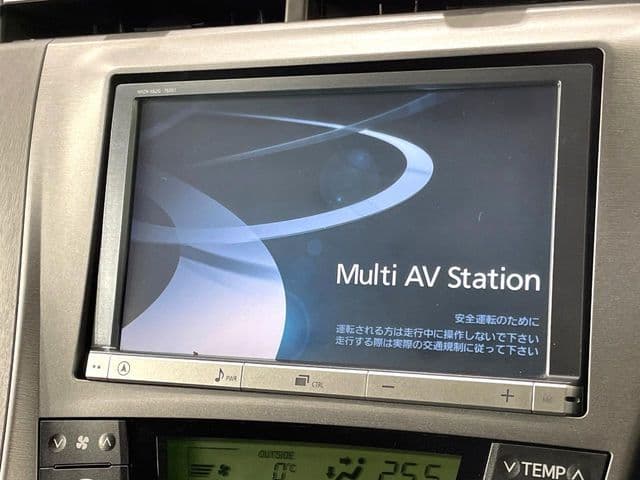 Multi AV Station
安全運転のために
運転される方は走行中に操作しないで下さい
走行する際は実際の交通規制に従って下さい
PWR
CTRL
− +
OUTSIDE
0℃
25.5
TEMP